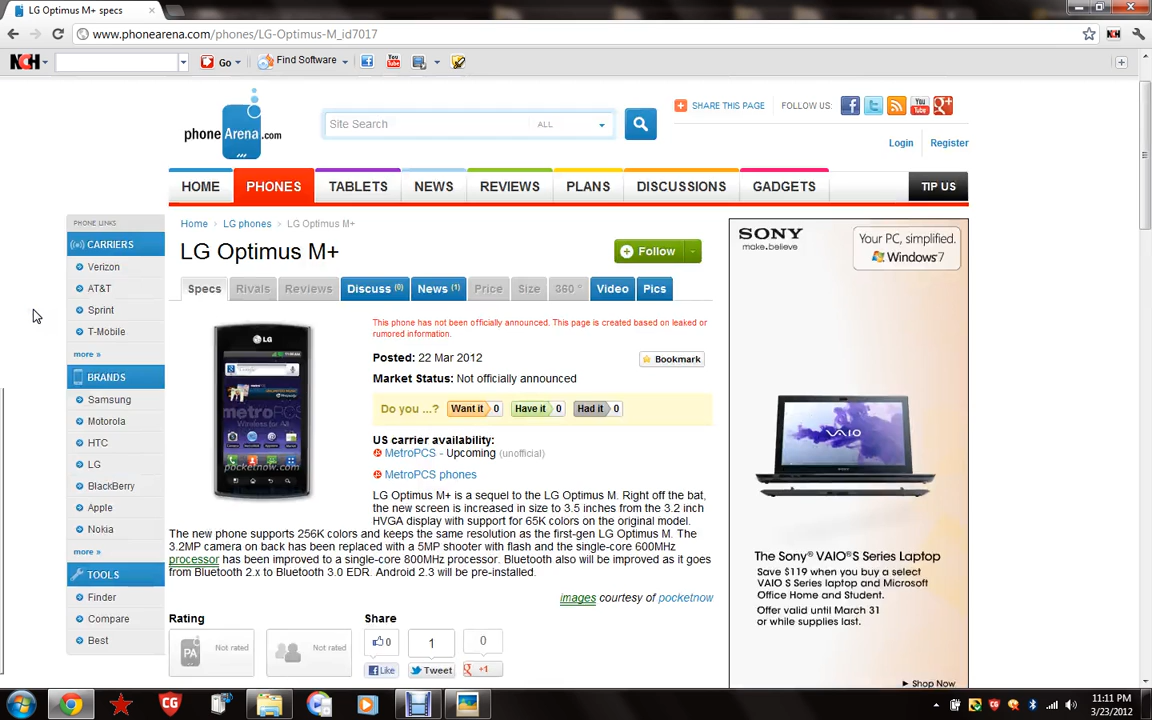 LG Optimus M+ specs
www.phonearena.com/phones/LG-Optimus-M_id7017
NCH Go Find Software
phoneArena.com
Site Search ALL
SHARE THIS PAGE FOLLOW US:
Login Register
HOME PHONES TABLETS NEWS REVIEWS PLANS DISCUSSIONS GADGETS TIP US
PHONE LINKS
CARRIERS
Verizon
AT&T
Sprint
T-Mobile
more »
BRANDS
Samsung
Motorola
HTC
LG
BlackBerry
Apple
Nokia
more »
TOOLS
Finder
Compare
Best
Home LG phones LG Optimus M+
LG Optimus M+
Follow
Specs Rivals Reviews Discuss (0) News (1) Price Size 360 ° Video Pics
LG
metroPCS
Wireless for All
pocketnow.com
This phone has not been officially announced. This page is created based on leaked or
rumored information.
Posted: 22 Mar 2012
Bookmark
Market Status: Not officially announced
Do you ...? Want it 0 Have it 0 Had it 0
US carrier availability:
MetroPCS - Upcoming (unofficial)
MetroPCS phones
LG Optimus M+ is a sequel to the LG Optimus M. Right off the bat,
the new screen is increased in size to 3.5 inches from the 3.2 inch
HVGA display with support for 65K colors on the original model.
The new phone supports 256K colors and keeps the same resolution as the first-gen LG Optimus M. The
3.2MP camera on back has been replaced with a 5MP shooter with flash and the single-core 600MHz
processor has been improved to a single-core 800MHz processor. Bluetooth also will be improved as it goes
from Bluetooth 2.x to Bluetooth 3.0 EDR. Android 2.3 will be pre-installed.
images courtesy of pocketnow
Rating
PA Not rated
Not rated
Share
0
Like
1
Tweet
0
+1
SONY
make.believe
Your PC, simplified.
Windows7
VAIO
The Sony® VAIO® S Series Laptop
Save $119 when you buy a select
VAIO S Series laptop and Microsoft
Office Home and Student.
Offer valid until March 31
or while supplies last.
Shop Now
CG
11:11 PM
3/23/2012